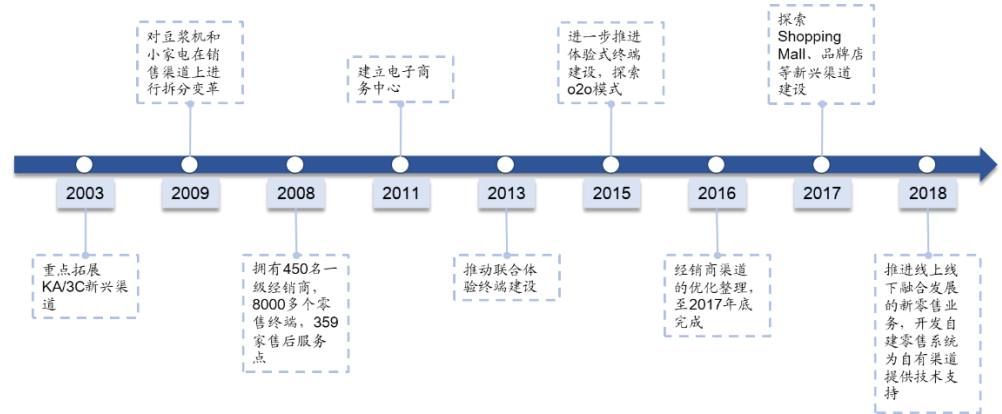 对豆浆机和
小家电在销
售渠道上进
行拆分变革
建立电子商
务中心
进一步推进
体验式终端
建设，探索
o2o模式
探索
Shopping
Mall、品牌店
等新兴渠道
建设
2003
2009
2008
2011
2013
2015
2016
2017
2018
重点拓展
KA/3C新兴渠
道
拥有450名一
级经销商，
8000多个零
售终端，359
家售后服务
点
推动联合体
验终端建设
经销商渠道
的优化整理，
至2017年底
完成
推进线上线
下融合发展
的新零售业
务，开发自
建零售系统
为自有渠道
提供技术支
持